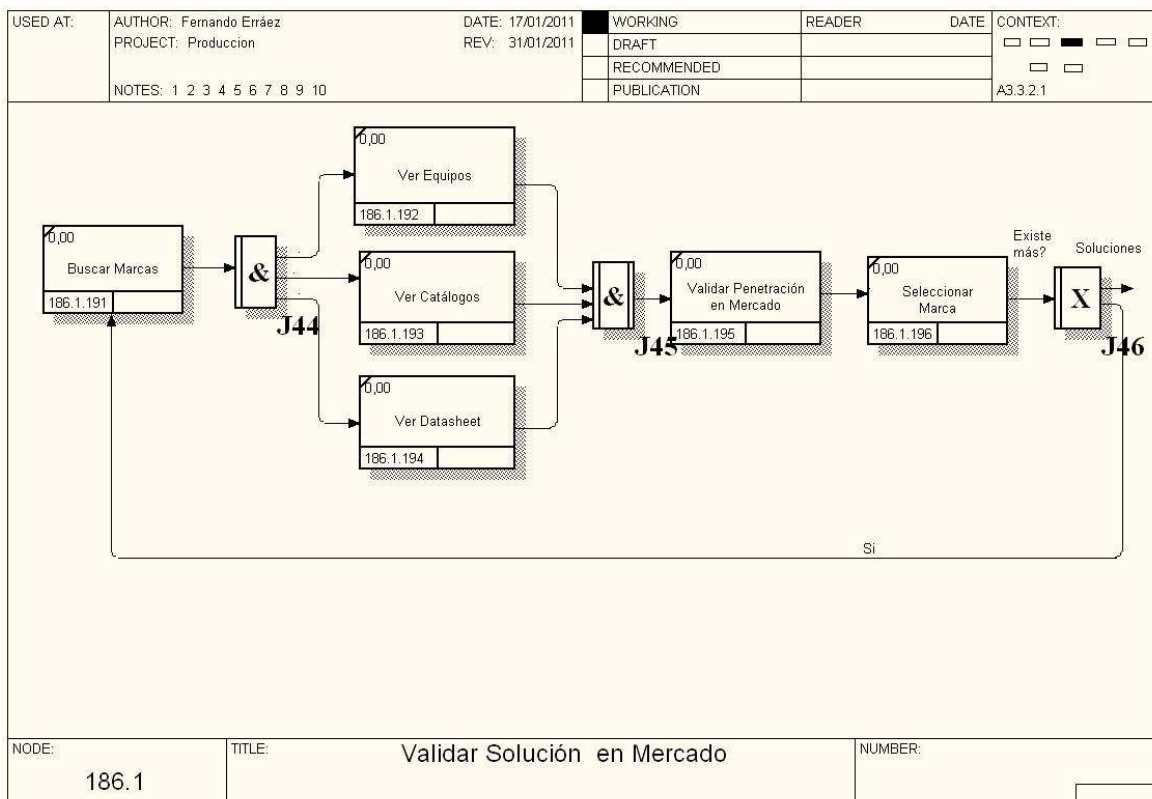 USED AT:
AUTHOR: Fernando Erráez
DATE: 17/01/2011
PROJECT: Produccion
REV: 31/01/2011
NOTES: 1 2 3 4 5 6 7 8 9 10
WORKING
DRAFT
RECOMMENDED
PUBLICATION
READER
DATE
CONTEXT:
A3.3.2.1
0,00
Buscar Marcas
186.1.191
&
J44
0,00
Ver Equipos
186.1.192
0,00
Ver Catálogos
186.1.193
0,00
Ver Datasheet
186.1.194
&
J45
0,00
Validar Penetración
en Mercado
186.1.195
0,00
Seleccionar
Marca
186.1.196
Existe
más?
Soluciones
X
J46
Si
NODE:
186.1
TITLE:
Validar Solución en Mercado
NUMBER: